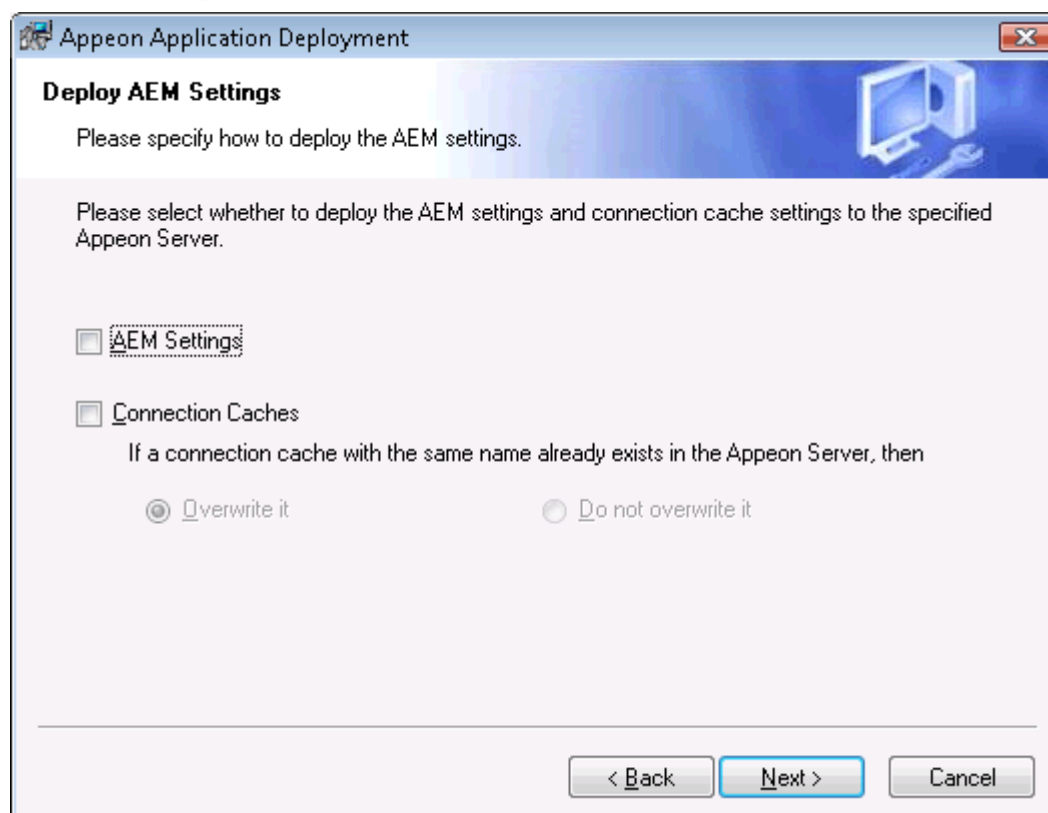 Appeon Application Deployment
Deploy AEM Settings
Please specify how to deploy the AEM settings.
Please select whether to deploy the AEM settings and connection cache settings to the specified
Appeon Server.
AEM Settings
Connection Caches
If a connection cache with the same name already exists in the Appeon Server, then
Overwrite it
Do not overwrite it
< Back
Next >
Cancel